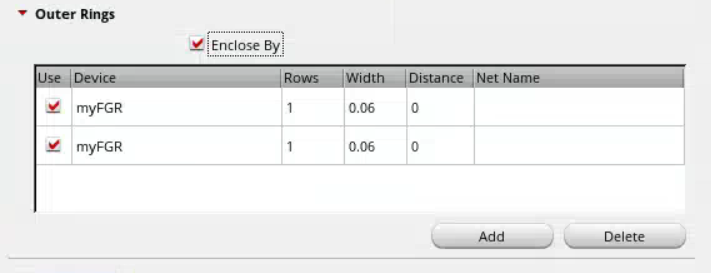 Outer Rings
Enclose By
Use Device Rows Width Distance Net Name
myFGR 1 0.06 0
myFGR 1 0.06 0
Add Delete